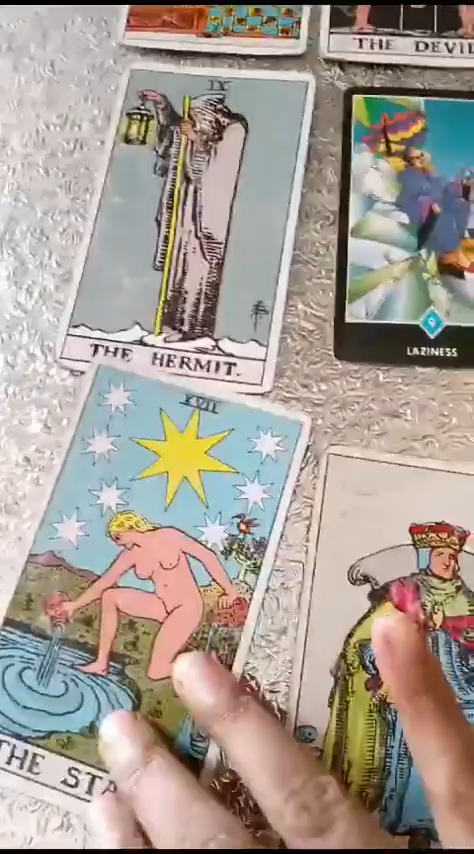 THE DEVIL
IX
THE HERMIT.
LAZINESS
XVII
THE STA